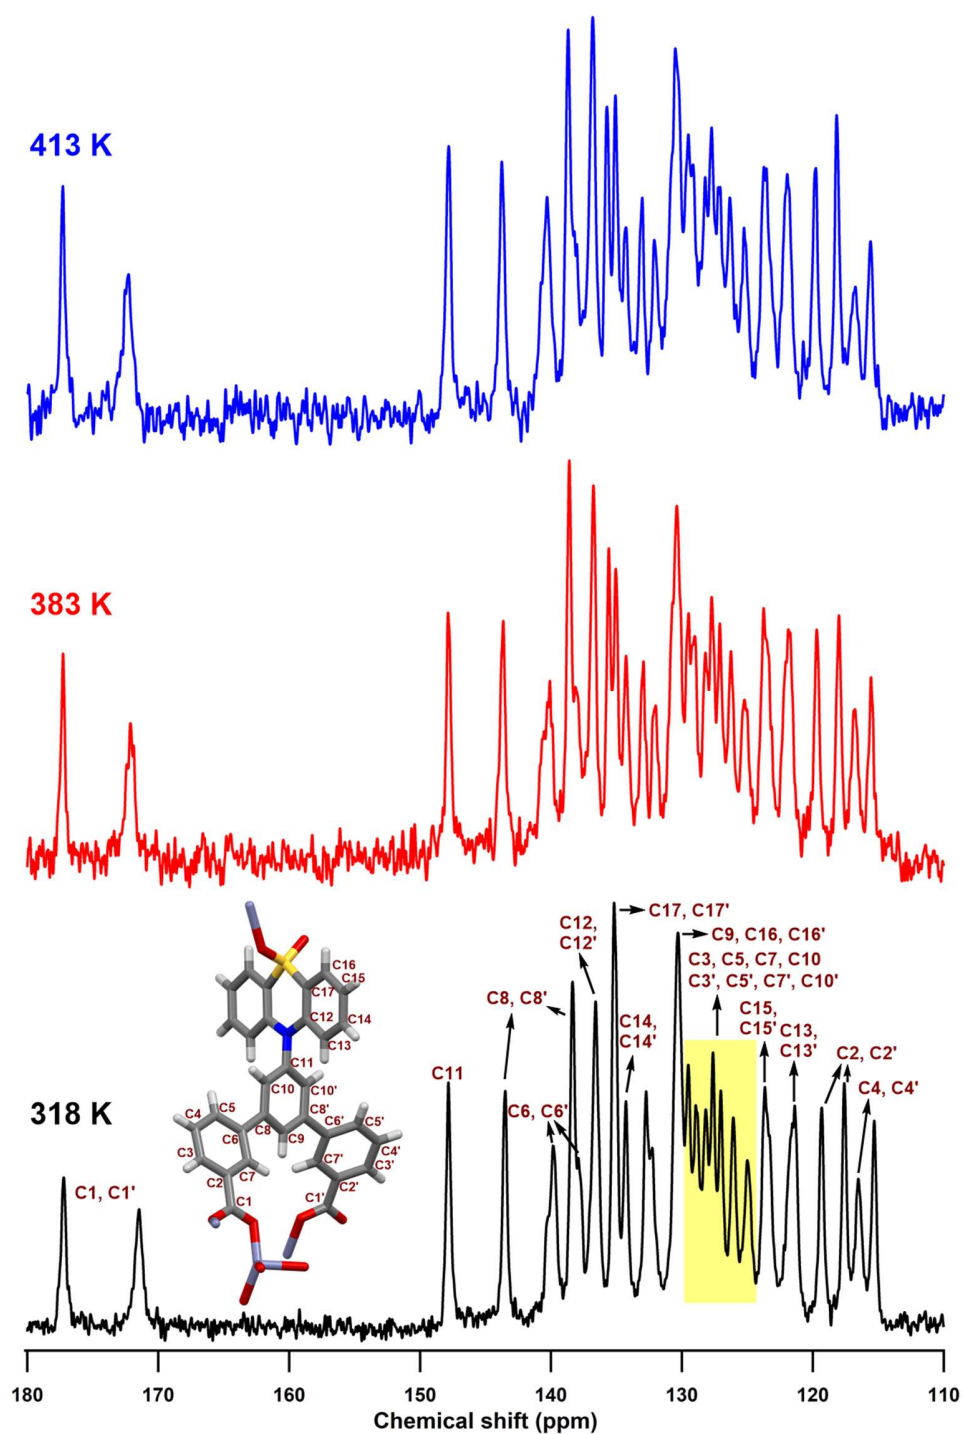 413 K
383 K
318 K
C17, C17'
C12,
C12'
C9, C16, C16'
C3, C5, C7, C10
C3', C5', C7', C10'
C8, C8'
C14,
C14'
C15,
C15'
C13,
C13'
C2, C2'
C11
C4, C4'
C6, C6'
C1, C1'
C16
C15
C17
C12
C14
C13
C11
C10
C10'
C5
C4
C8'
C5'
C6
C8
C9
C6'
C4'
C3
C7
C7'
C3'
C2
C2'
C1
C1'
180
170
160
150
140
130
120
110
Chemical shift (ppm)